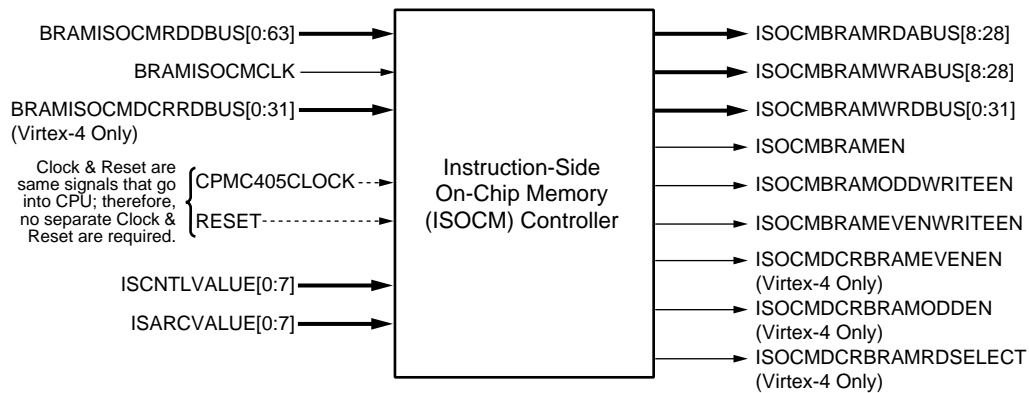 BRAMISOCMRDDBUS[0:63]
BRAMISOCMCLK
BRAMISOCMDCRRDBUS[0:31]
(Virtex-4 Only)
Clock & Reset are
same signals that go
into CPU; therefore,
no separate Clock &
Reset are required.
CPMC405CLOCK
RESET
ISCNTLVALUE[0:7]
ISARCVALUE[0:7]
Instruction-Side
On-Chip Memory
(ISOCM) Controller
ISOCMBRAMRDABUS[8:28]
ISOCMBRAMWRABUS[8:28]
ISOCMBRAMWRDBUS[0:31]
ISOCMBRAMEN
ISOCMBRAMODDWRITEEN
ISOCMBRAMEVENWRITEEN
ISOCMDCRBRAMEVENEN
(Virtex-4 Only)
ISOCMDCRBRAMODDEN
(Virtex-4 Only)
ISOCMDCRBRAMRDSELECT
(Virtex-4 Only)